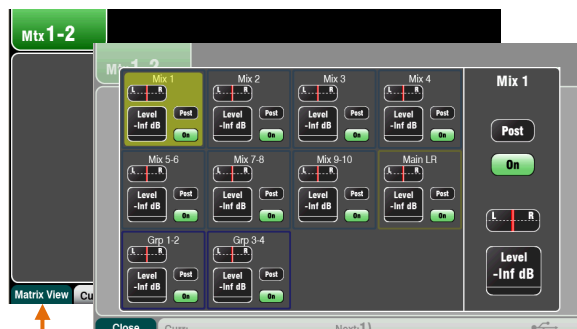 Mtx1-2
Mix 1
L R
Level
-Inf dB
Post
On
Mix 2
L R
Level
-Inf dB
Post
On
Mix 3
L R
Level
-Inf dB
Post
On
Mix 4
L R
Level
-Inf dB
Post
On
Mix 5-6
L R
Level
-Inf dB
Post
On
Mix 7-8
L R
Level
-Inf dB
Post
On
Mix 9-10
L R
Level
-Inf dB
Post
On
Main LR
L R
Level
-Inf dB
Post
On
Grp 1-2
L R
Level
-Inf dB
Post
On
Grp 3-4
L R
Level
-Inf dB
Post
On
Mix 1
Post
On
L R
Level
-Inf dB
Matrix View
Close